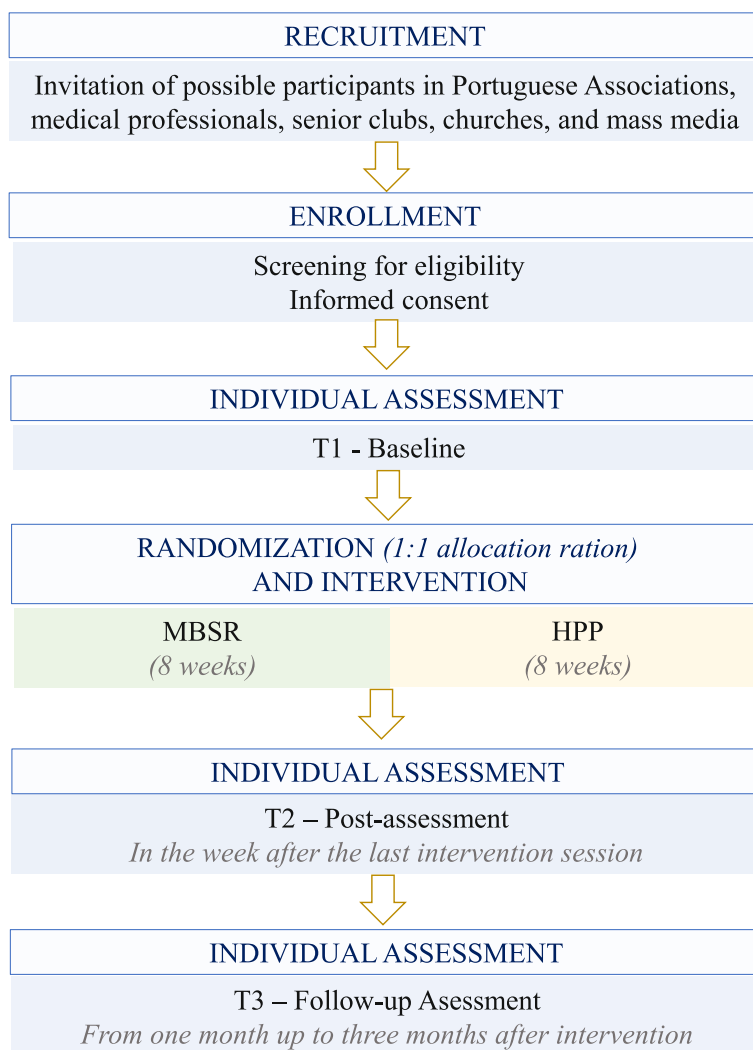 RECRUITMENT
Invitation of possible participants in Portuguese Associations,
medical professionals, senior clubs, churches, and mass media
ENROLLMENT
Screening for eligibility
Informed consent
INDIVIDUAL ASSESSMENT
T1 - Baseline
RANDOMIZATION (1:1 allocation ration)
AND INTERVENTION
MBSR
(8 weeks)
HPP
(8 weeks)
INDIVIDUAL ASSESSMENT
T2 – Post-assessment
In the week after the last intervention session
INDIVIDUAL ASSESSMENT
T3 – Follow-up Asessment
From one month up to three months after intervention